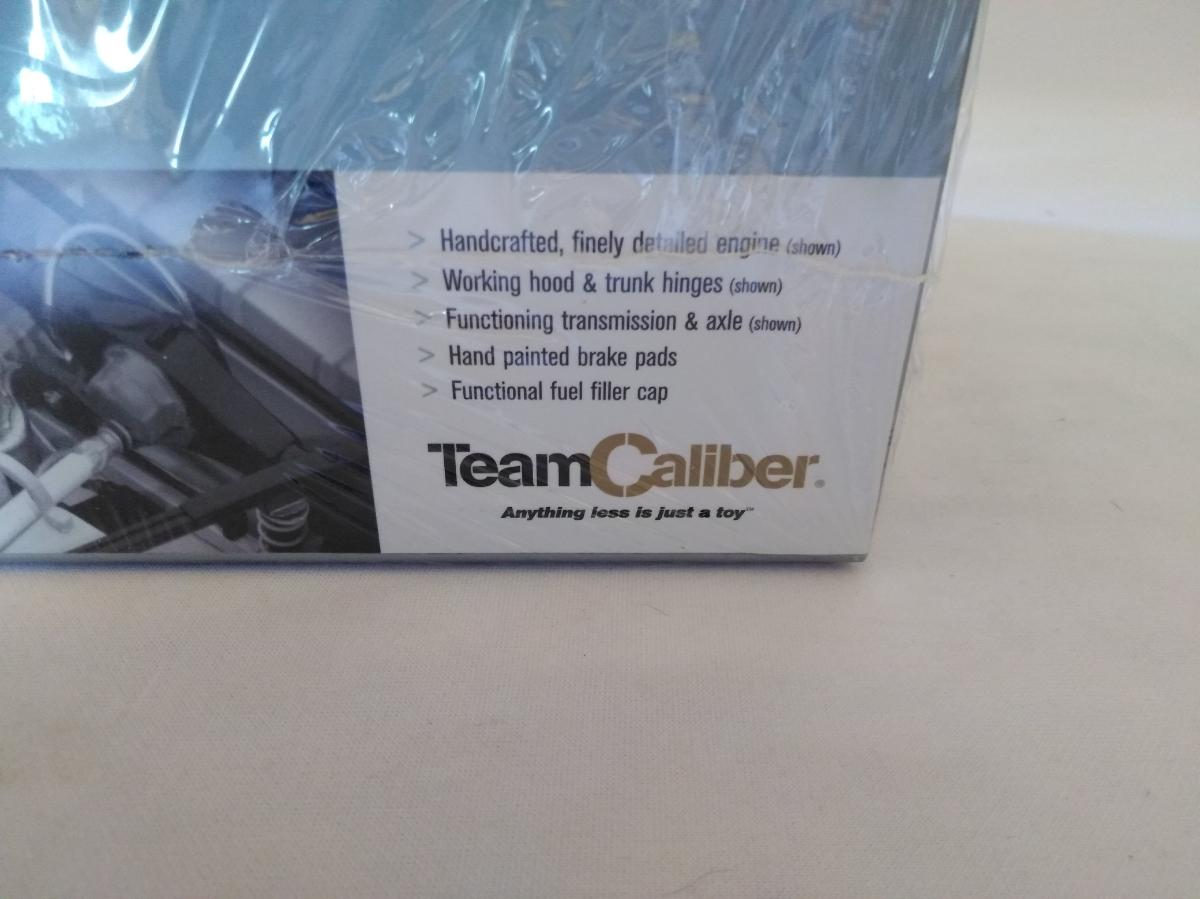 > Handcrafted, finely detailed engine (shown)
> Working hood & trunk hinges (shown)
> Functioning transmission & axle (shown)
> Hand painted brake pads
> Functional fuel filler cap
TeamCaliber®
Anything less is just a toy™